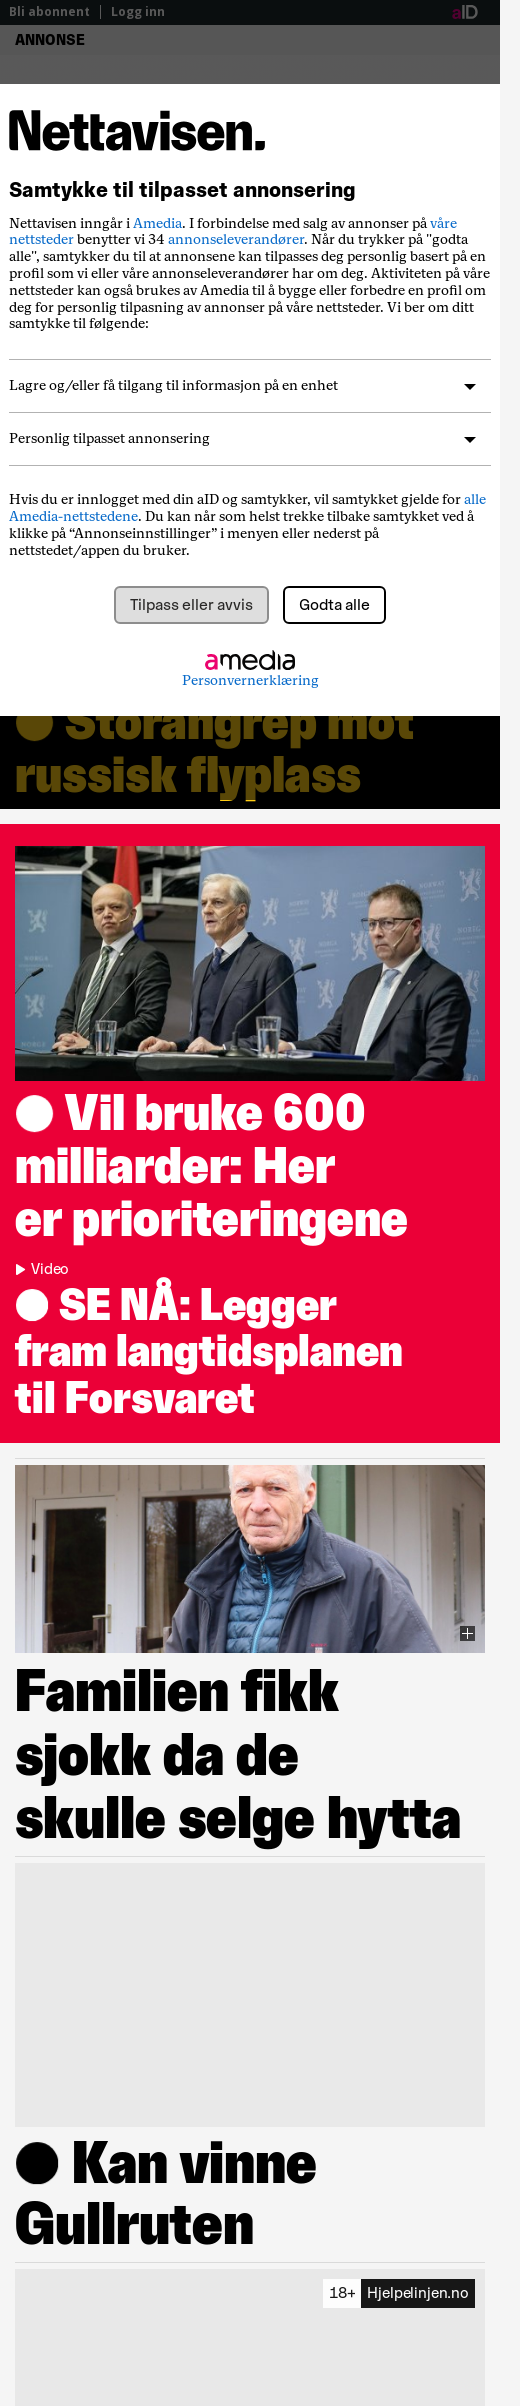 Bli abonnent
Logg inn
aID
ANNONSE
Nettavisen.
Samtykke til tilpasset annonsering
Nettavisen inngår i Amedia. I forbindelse med salg av annonser på våre
nettsteder benytter vi 34 annonseleverandører. Når du trykker på "godta
alle", samtykker du til at annonsene kan tilpasses deg personlig basert på en
profil som vi eller våre annonseleverandører har om deg. Aktiviteten på våre
nettsteder kan også brukes av Amedia til å bygge eller forbedre en profil om
deg for personlig tilpasning av annonser på våre nettsteder. Vi ber om ditt
samtykke til følgende:
Lagre og/eller få tilgang til informasjon på en enhet
Personlig tilpasset annonsering
Hvis du er innlogget med din aID og samtykker, vil samtykket gjelde for alle
Amedia-nettstedene. Du kan når som helst trekke tilbake samtykket ved å
klikke på “Annonseinnstillinger” i menyen eller nederst på
nettstedet/appen du bruker.
Tilpass eller avvis
Godta alle
amedia
Personvernerklæring
Storangrep mot
russisk flyplass
Vil bruke 600
milliarder: Her
er prioriteringene
Video
SE NÅ: Legger
fram langtidsplanen
til Forsvaret
Familien fikk
sjokk da de
skulle selge hytta
Kan vinne
Gullruten
18+ Hjelpelinjen.no